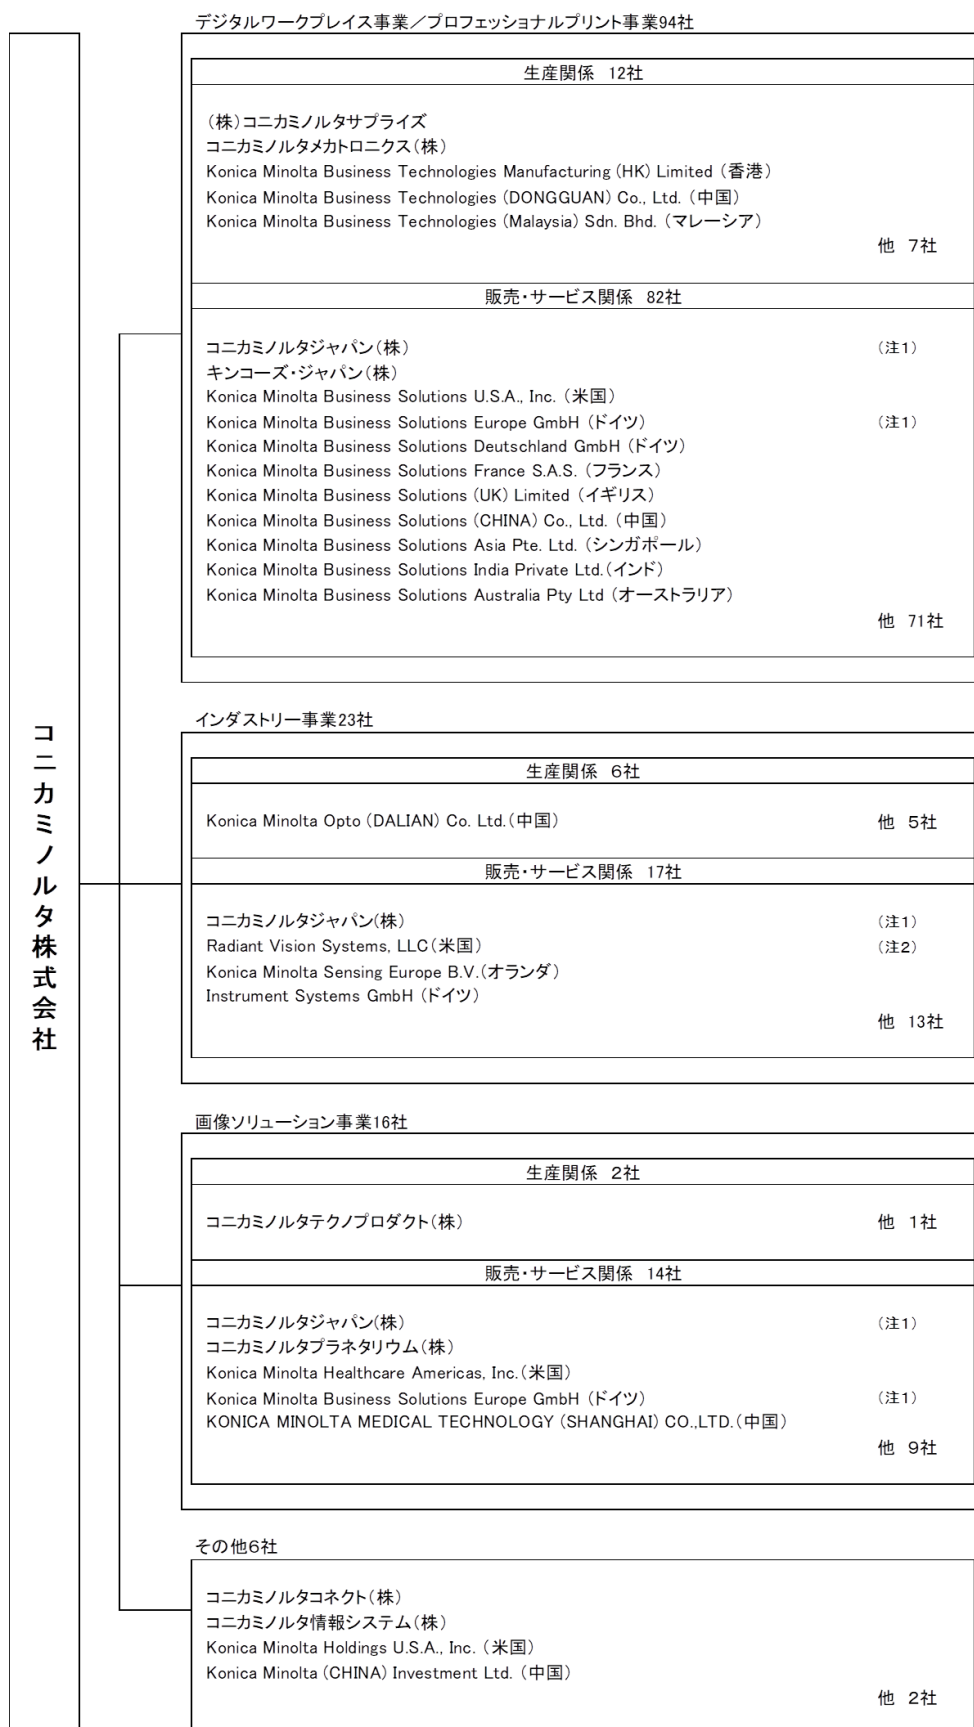 デジタルワークプレイス事業／プロフェッショナルプリント事業94社
生産関係 12社
（株）コニカミノルタサプライズ
コニカミノルタメカトロニクス（株）
Konica Minolta Business Technologies Manufacturing (HK) Limited （香港）
Konica Minolta Business Technologies (DONGGUAN) Co., Ltd. （中国）
Konica Minolta Business Technologies (Malaysia) Sdn. Bhd. （マレーシア）
他 7社
販売・サービス関係 82社
コニカミノルタジャパン（株） （注1）
キンコーズ・ジャパン（株）
Konica Minolta Business Solutions U.S.A., Inc. （米国）
Konica Minolta Business Solutions Europe GmbH （ドイツ） （注1）
Konica Minolta Business Solutions Deutschland GmbH （ドイツ）
Konica Minolta Business Solutions France S.A.S. （フランス）
Konica Minolta Business Solutions (UK) Limited （イギリス）
Konica Minolta Business Solutions (CHINA) Co., Ltd. （中国）
Konica Minolta Business Solutions Asia Pte. Ltd. （シンガポール）
Konica Minolta Business Solutions India Private Ltd.（インド）
Konica Minolta Business Solutions Australia Pty Ltd （オーストラリア）
他 71社
コニカミノルタ株式会社
インダストリー事業23社
生産関係 6社
Konica Minolta Opto (DALIAN) Co. Ltd.（中国） 他 5社
販売・サービス関係 17社
コニカミノルタジャパン（株） （注1）
Radiant Vision Systems, LLC（米国） （注2）
Konica Minolta Sensing Europe B.V.（オランダ）
Instrument Systems GmbH （ドイツ）
他 13社
画像ソリューション事業16社
生産関係 2社
コニカミノルタテクノプロダクト（株） 他 1社
販売・サービス関係 14社
コニカミノルタジャパン（株） （注1）
コニカミノルタプラネタリウム（株）
Konica Minolta Healthcare Americas, Inc.（米国）
Konica Minolta Business Solutions Europe GmbH （ドイツ） （注1）
KONICA MINOLTA MEDICAL TECHNOLOGY (SHANGHAI) CO.,LTD.（中国）
他 9社
その他6社
コニカミノルタコネクト（株）
コニカミノルタ情報システム（株）
Konica Minolta Holdings U.S.A., Inc. （米国）
Konica Minolta (CHINA) Investment Ltd. （中国）
他 2社